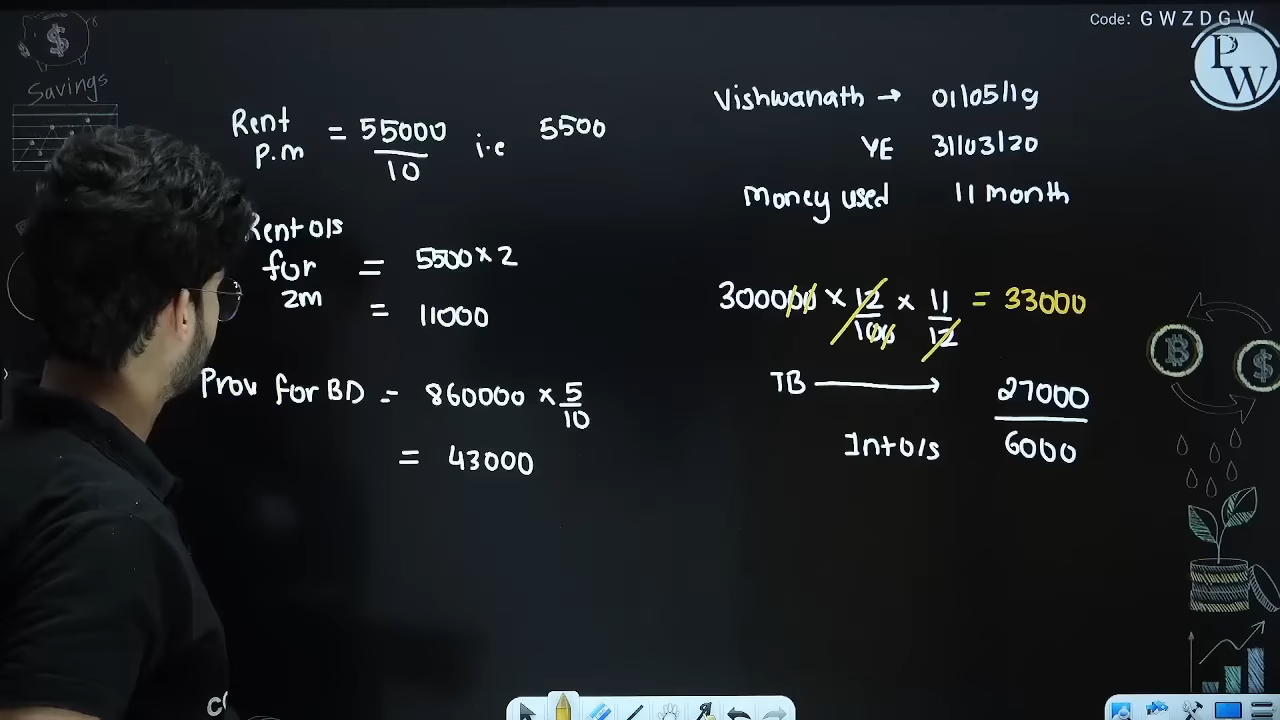 Code: G W Z D G W
P
W
Savings
Rent
p.m = 55000/10 i.e 5500
Rent o/s
for
2m = 5500 × 2
= 11000
Prov for BD = 860000 × 5/10
= 43000
Vishwanath → 01/05/19
YE 31/03/20
Money used 11 month
300000 × 12/100 × 11/12 = 33000
TB → 27000
Int o/s 6000